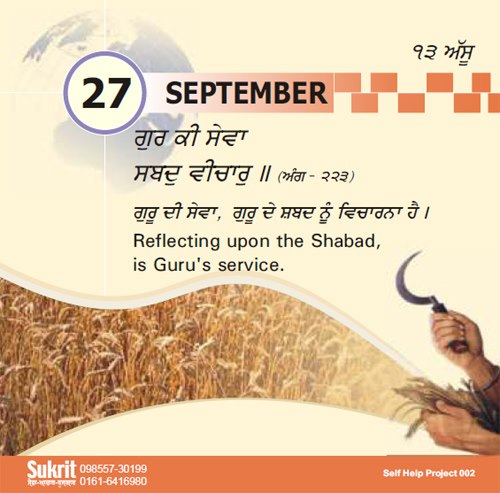 ੧੩ ਅੱਸੂ
27 SEPTEMBER
ਗੁਰ ਕੀ ਸੇਵਾ
ਸਬਦੁ ਵੀਚਾਰੁ ॥ (ਅੰਗ - ੨੨੩)
ਗੁਰੂ ਦੀ ਸੇਵਾ, ਗੁਰੂ ਦੇ ਸ਼ਬਦ ਨੂੰ ਵਿਚਾਰਨਾ ਹੈ।
Reflecting upon the Shabad,
is Guru's service.
Sukrit 098557-30199
0161-6416980
Self Help Project 002